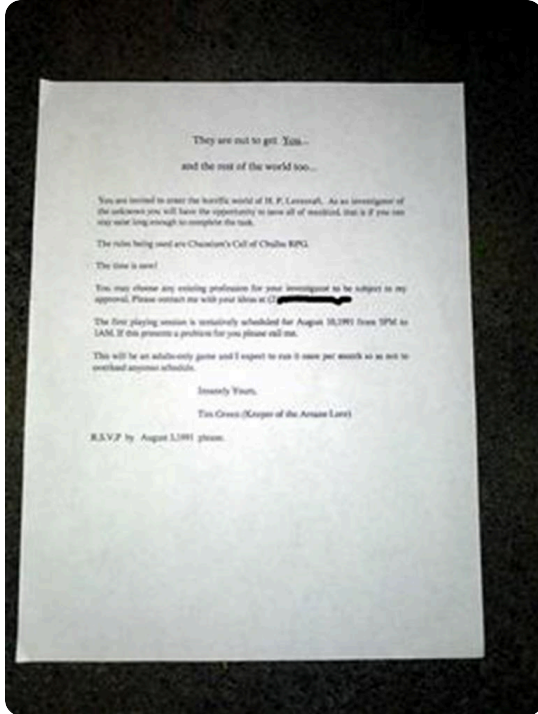 They are out to get You...
and the rest of the world too...
You are invited to enter the horrific world of H. P. Lovecraft. As an investigator of
the unknown you will have the opportunity to save all of mankind, that is if you can
stay sane long enough to complete the task.
The rules being used are Chaosium's Call of Cthulhu RPG.
The time is now!
You may choose any existing profession for your investigator to be subject to my
approval. Please contact me with your ideas at
The first playing session is tentatively scheduled for August 10,1991 from 5PM to
1AM. If this presents a problem for you please call me.
This will be an adults-only game and I expect to run it once per month so as not to
overload anyones schedule.
Insanely Yours,
Tim Green (Keeper of the Arcane Lore)
R.S.V.P by August 3,1991 please.